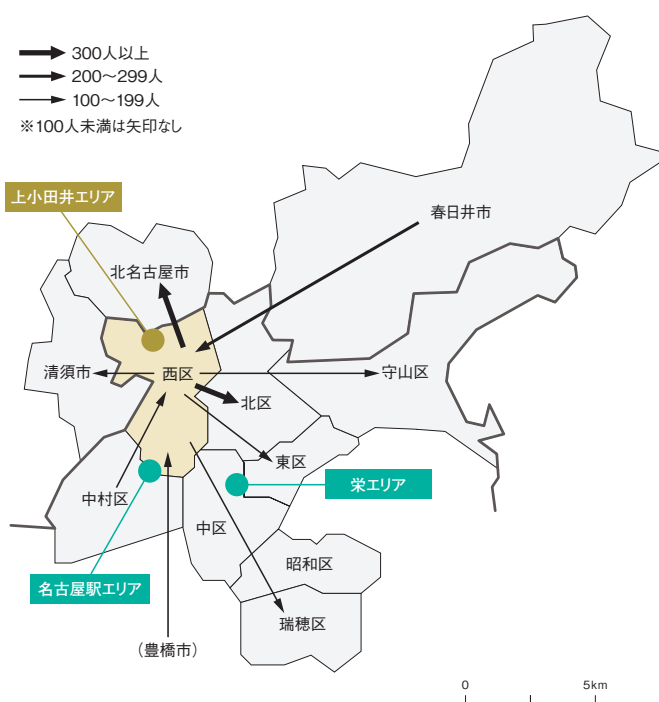 300人以上
200～299人
100～199人
※100人未満は矢印なし
上小田井エリア
春日井市
北名古屋市
清須市
西区
守山区
北区
東区
栄エリア
中村区
中区
昭和区
名古屋駅エリア
瑞穂区
（豊橋市）
0 5km